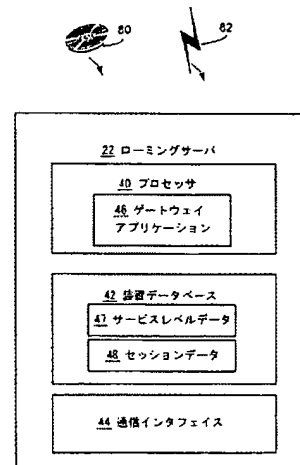 80
82
22 ローミングサーバ
40 プロセッサ
46 ゲートウェイ
アプリケーション
42 装置データベース
47 サービスレベルデータ
48 セッションデータ
44 通信インタフェイス